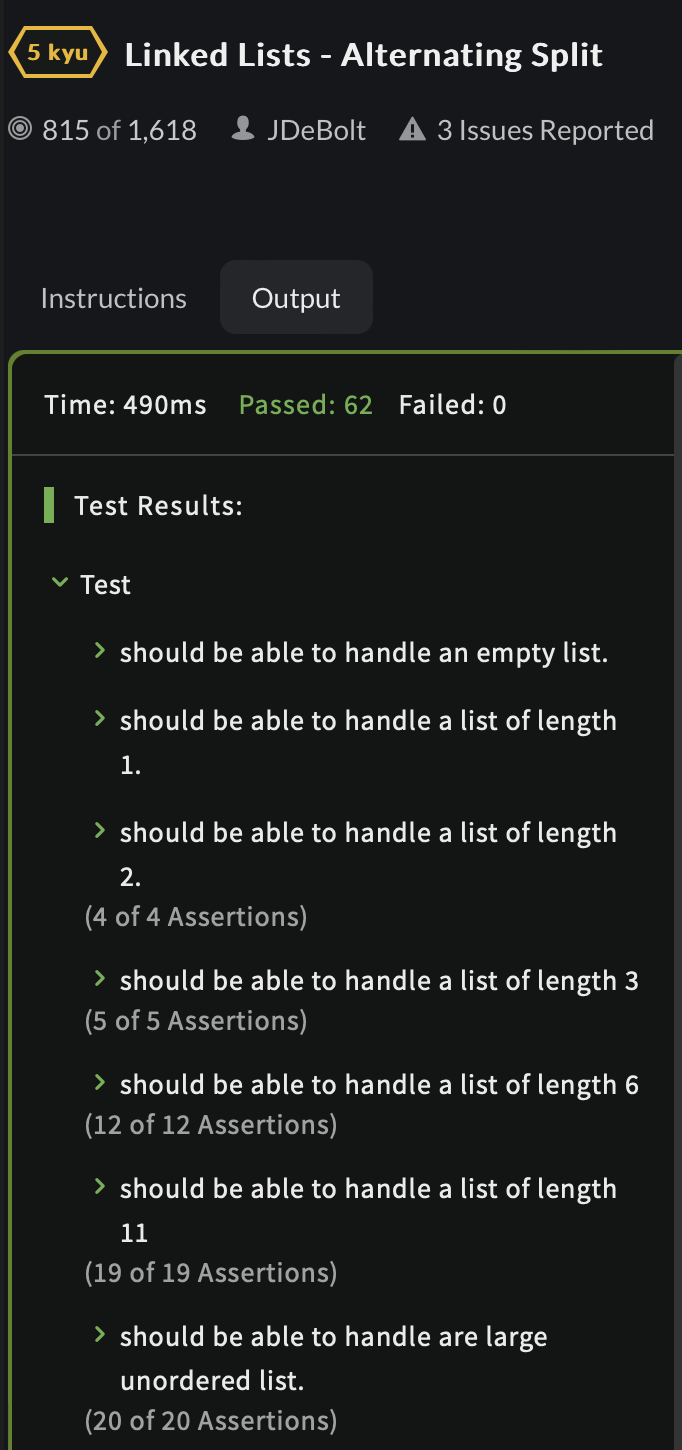 5 kyu
Linked Lists - Alternating Split
815 of 1,618 JDeBolt 3 Issues Reported
Instructions Output
Time: 490ms Passed: 62 Failed: 0
Test Results:
Test
should be able to handle an empty list.
should be able to handle a list of length
1.
should be able to handle a list of length
2.
(4 of 4 Assertions)
should be able to handle a list of length 3
(5 of 5 Assertions)
should be able to handle a list of length 6
(12 of 12 Assertions)
should be able to handle a list of length
11
(19 of 19 Assertions)
should be able to handle are large
unordered list.
(20 of 20 Assertions)